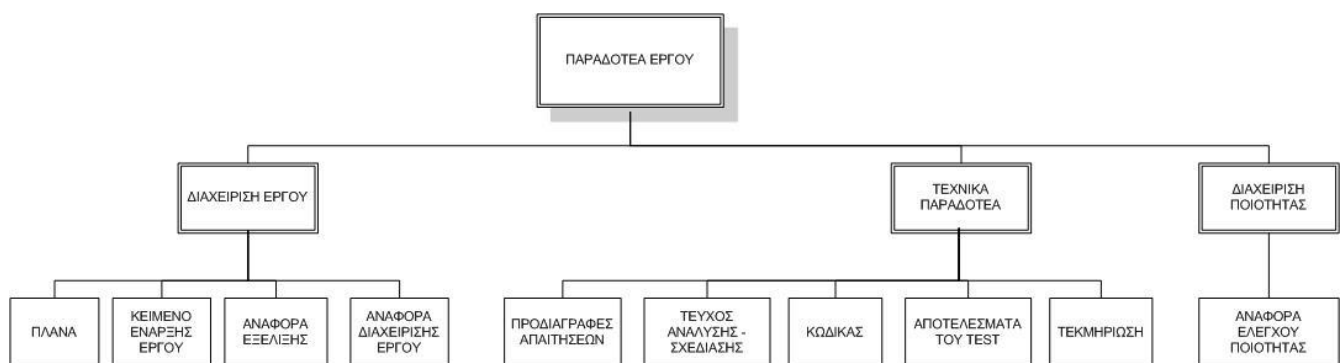 ΠΑΡΑΔΟΤΕΑ ΕΡΓΟΥ
ΔΙΑΧΕΙΡΙΣΗ ΕΡΓΟΥ
ΤΕΧΝΙΚΑ
ΠΑΡΑΔΟΤΕΑ
ΔΙΑΧΕΙΡΙΣΗ
ΠΟΙΟΤΗΤΑΣ
ΠΛΑΝΑ
ΚΕΙΜΕΝΟ
ΕΝΑΡΞΗΣ
ΕΡΓΟΥ
ΑΝΑΦΟΡΑ
ΕΞΕΛΙΞΗΣ
ΑΝΑΦΟΡΑ
ΔΙΑΧΕΙΡΙΣΗΣ
ΕΡΓΟΥ
ΠΡΟΔΙΑΓΡΑΦΕΣ
ΑΠΑΙΤΗΣΕΩΝ
ΤΕΥΧΟΣ
ΑΝΑΛΥΣΗΣ -
ΣΧΕΔΙΑΣΗΣ
ΚΩΔΙΚΑΣ
ΑΠΟΤΕΛΕΣΜΑΤΑ
ΤΟΥ TEST
ΤΕΚΜΗΡΙΩΣΗ
ΑΝΑΦΟΡΑ
ΕΛΕΓΧΟΥ
ΠΟΙΟΤΗΤΑΣ